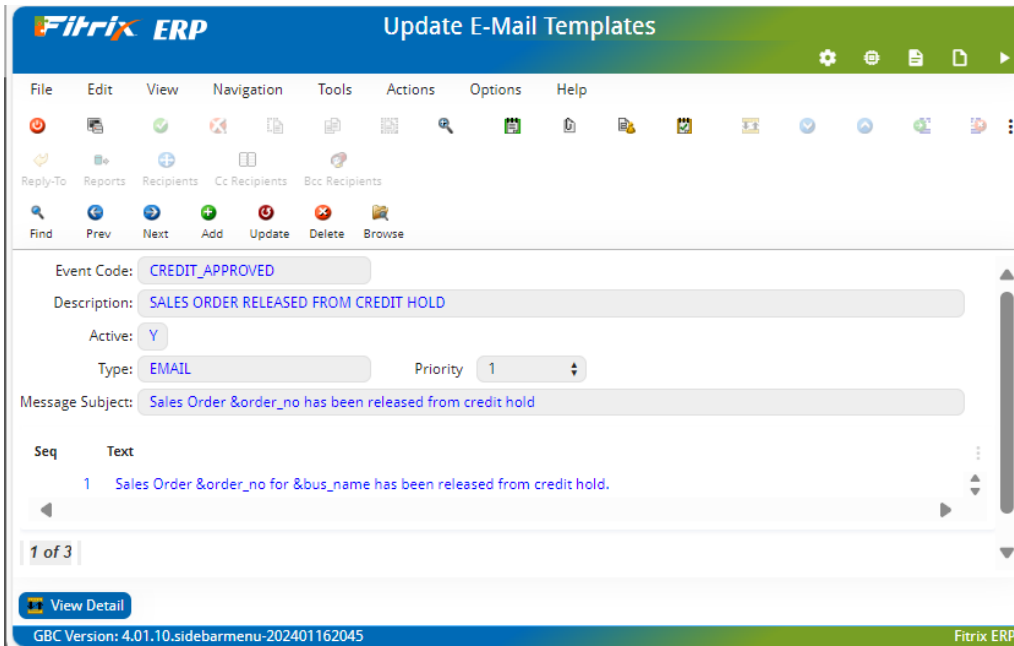 Fitrix ERP Update E-Mail Templates
File Edit View Navigation Tools Actions Options Help
Reply-To Reports Recipients Cc Recipients Bcc Recipients
Find Prev Next Add Update Delete Browse
Event Code: CREDIT_APPROVED
Description: SALES ORDER RELEASED FROM CREDIT HOLD
Active: Y
Type: EMAIL Priority 1
Message Subject: Sales Order &order_no has been released from credit hold
Seq Text
1 Sales Order &order_no for &bus_name has been released from credit hold.
1 of 3
View Detail
GBC Version: 4.01.10.sidebarmenu-202401162045 Fitrix ERP